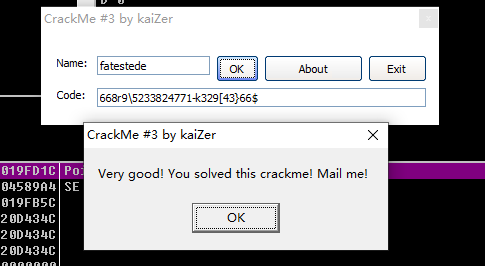 CrackMe #3 by kaiZer
Name: fatestede OK About Exit
Code: 668r9\5233824771-k329[43}66$
CrackMe #3 by kaiZer
Very good! You solved this crackme! Mail me!
OK
019FD1C Poi
04589A4 SE
019FB5C
20D434C
20D434C
20D434C